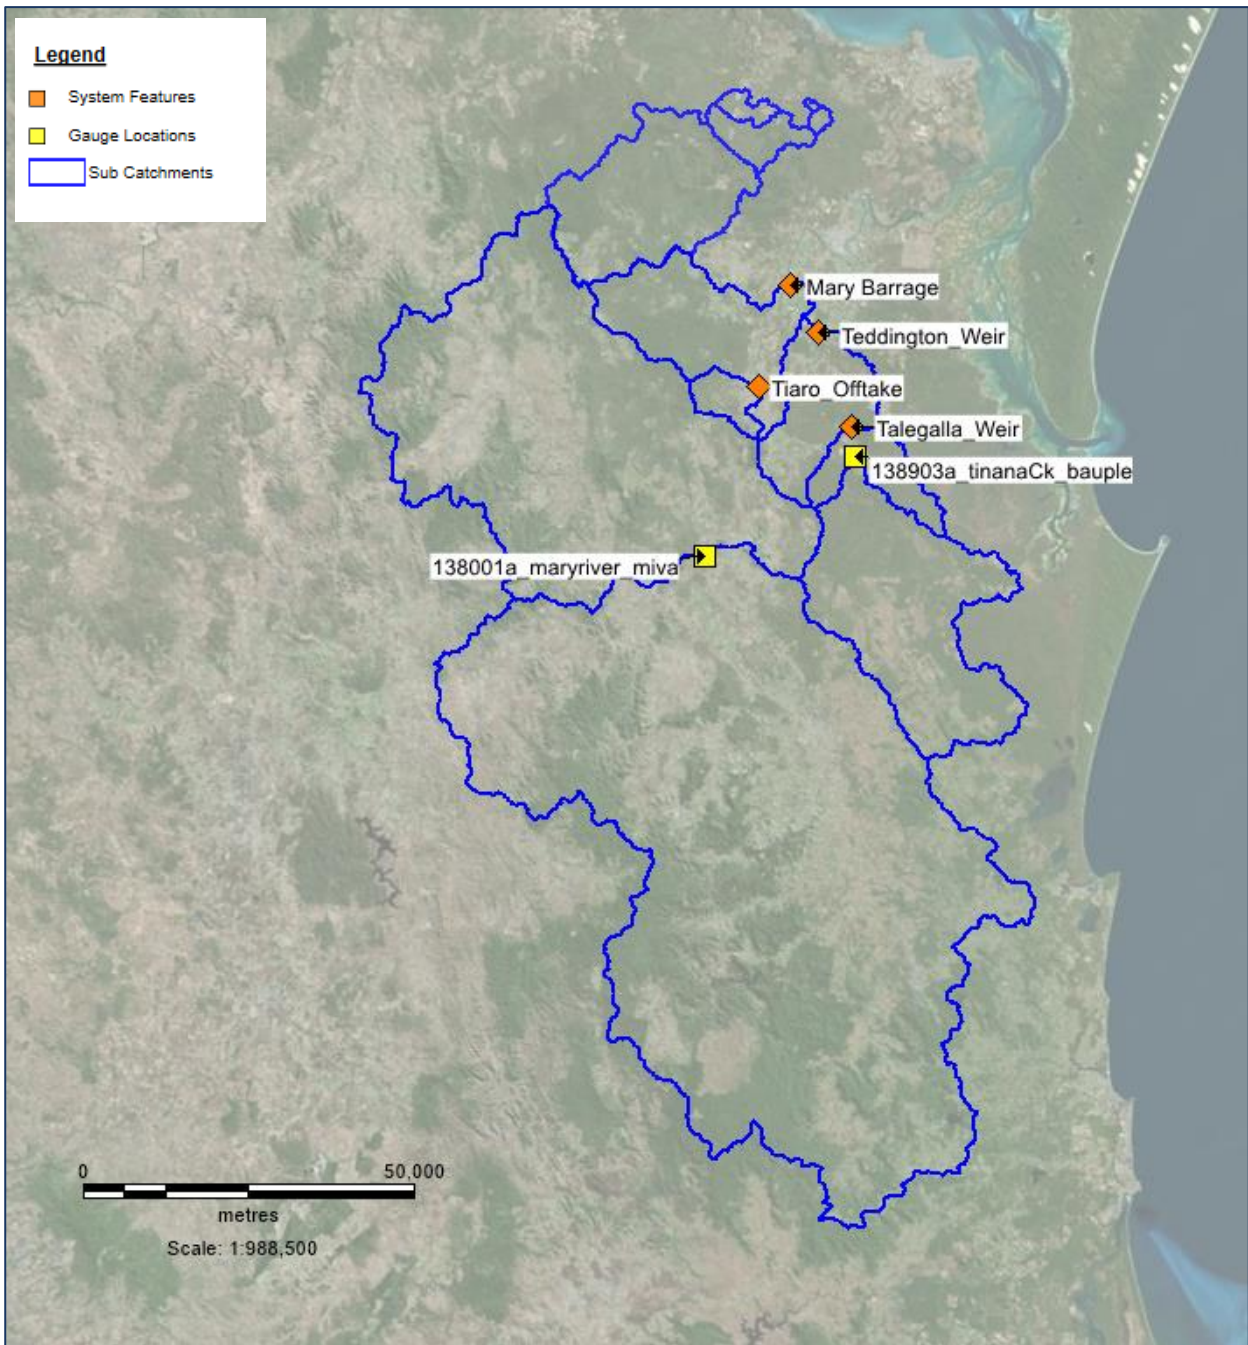 Legend
System Features
Gauge Locations
Sub Catchments
Mary Barrage
Teddington_Weir
Tiaro_Offtake
Talegalla_Weir
138903a_tinanaCk_bauple
138001a_maryriver_miva
0 50,000
metres
Scale: 1:988,500